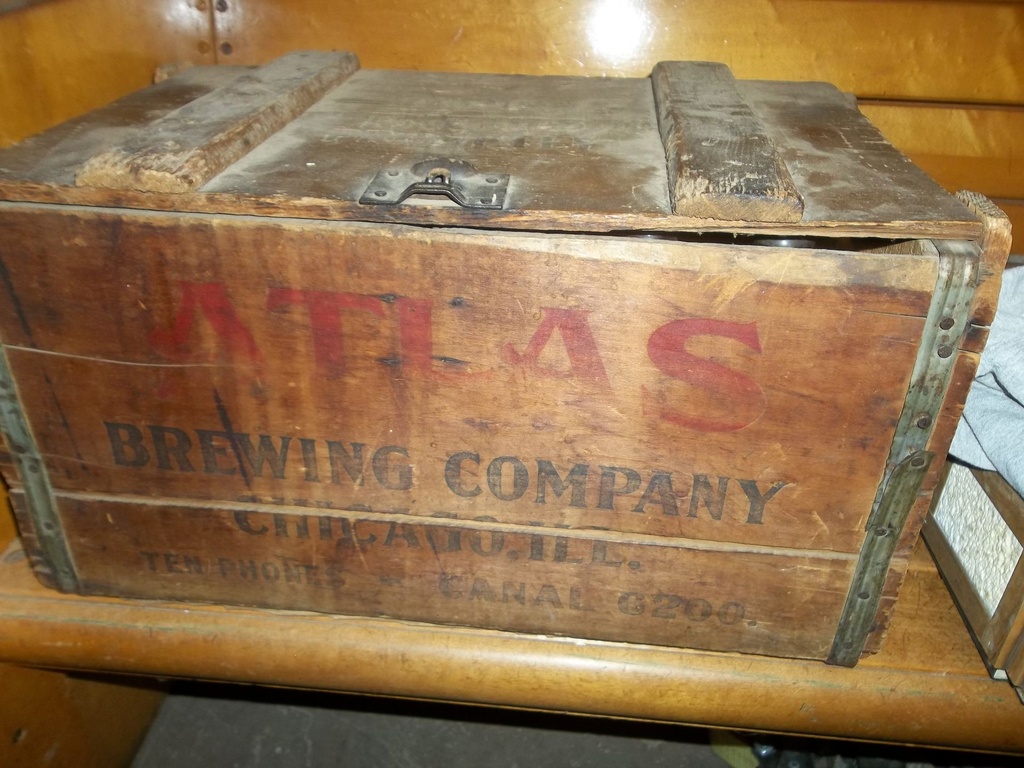 ATLAS
BREWING COMPANY
CHICAGO. ILL.
TEN PHONES - CANAL 6200.